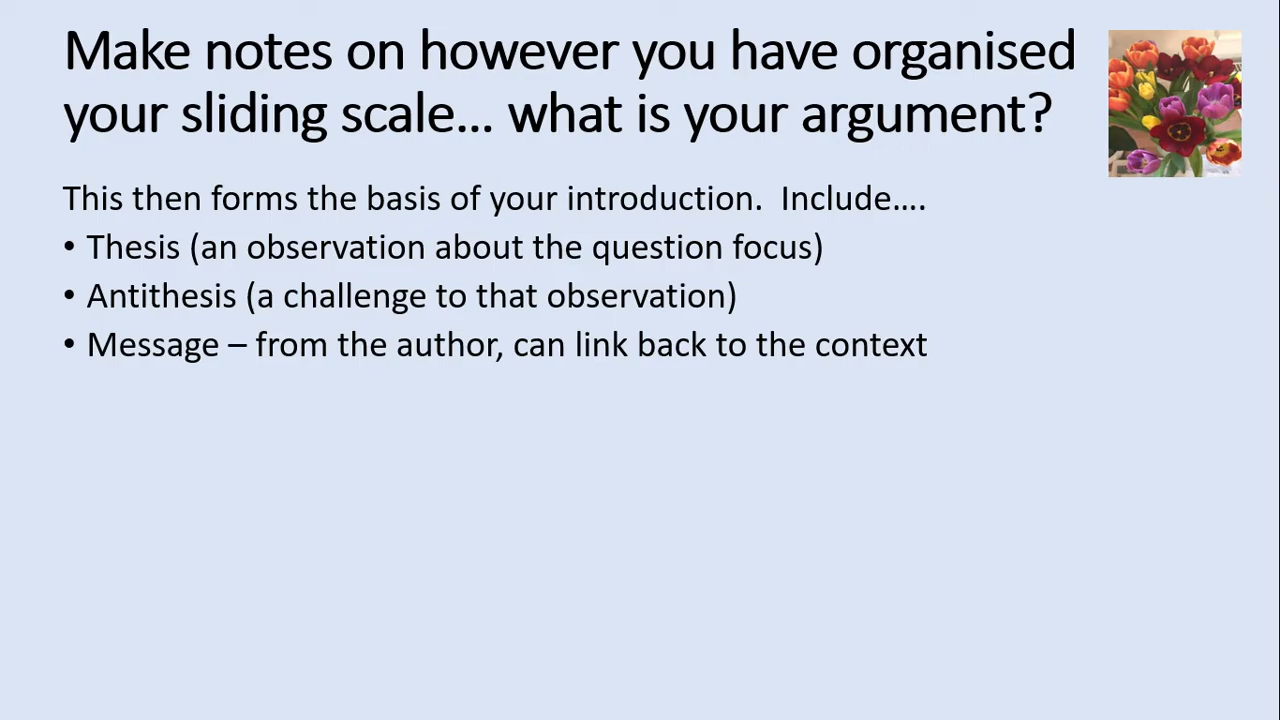 Make notes on however you have organised
your sliding scale… what is your argument?
This then forms the basis of your introduction.  Include….
• Thesis (an observation about the question focus)
• Antithesis (a challenge to that observation)
• Message – from the author, can link back to the context